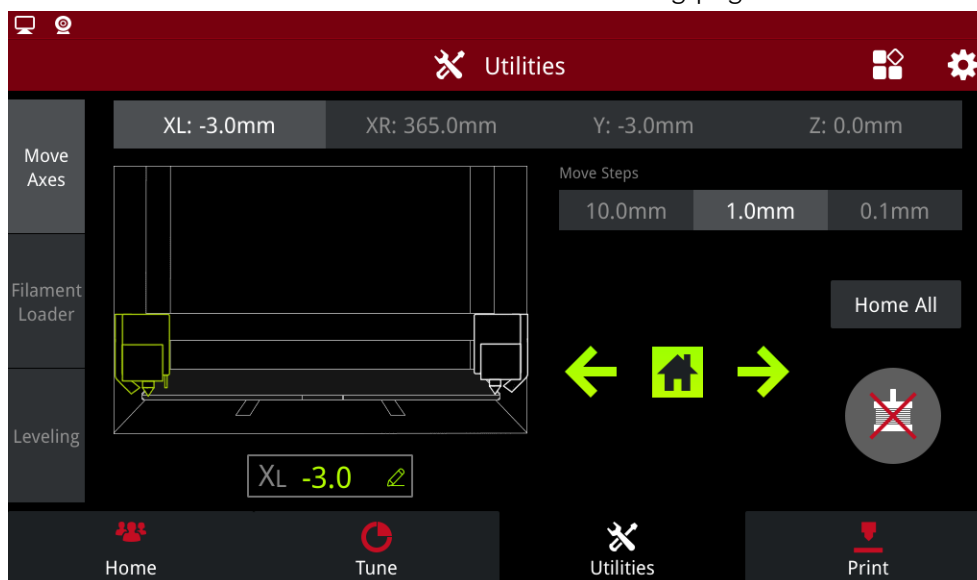 Utilities
XL: -3.0mm XR: 365.0mm Y: -3.0mm Z: 0.0mm
Move
Axes
Move Steps
10.0mm 1.0mm 0.1mm
Filament
Loader
Home All
Leveling
XL -3.0
Home Tune Utilities Print